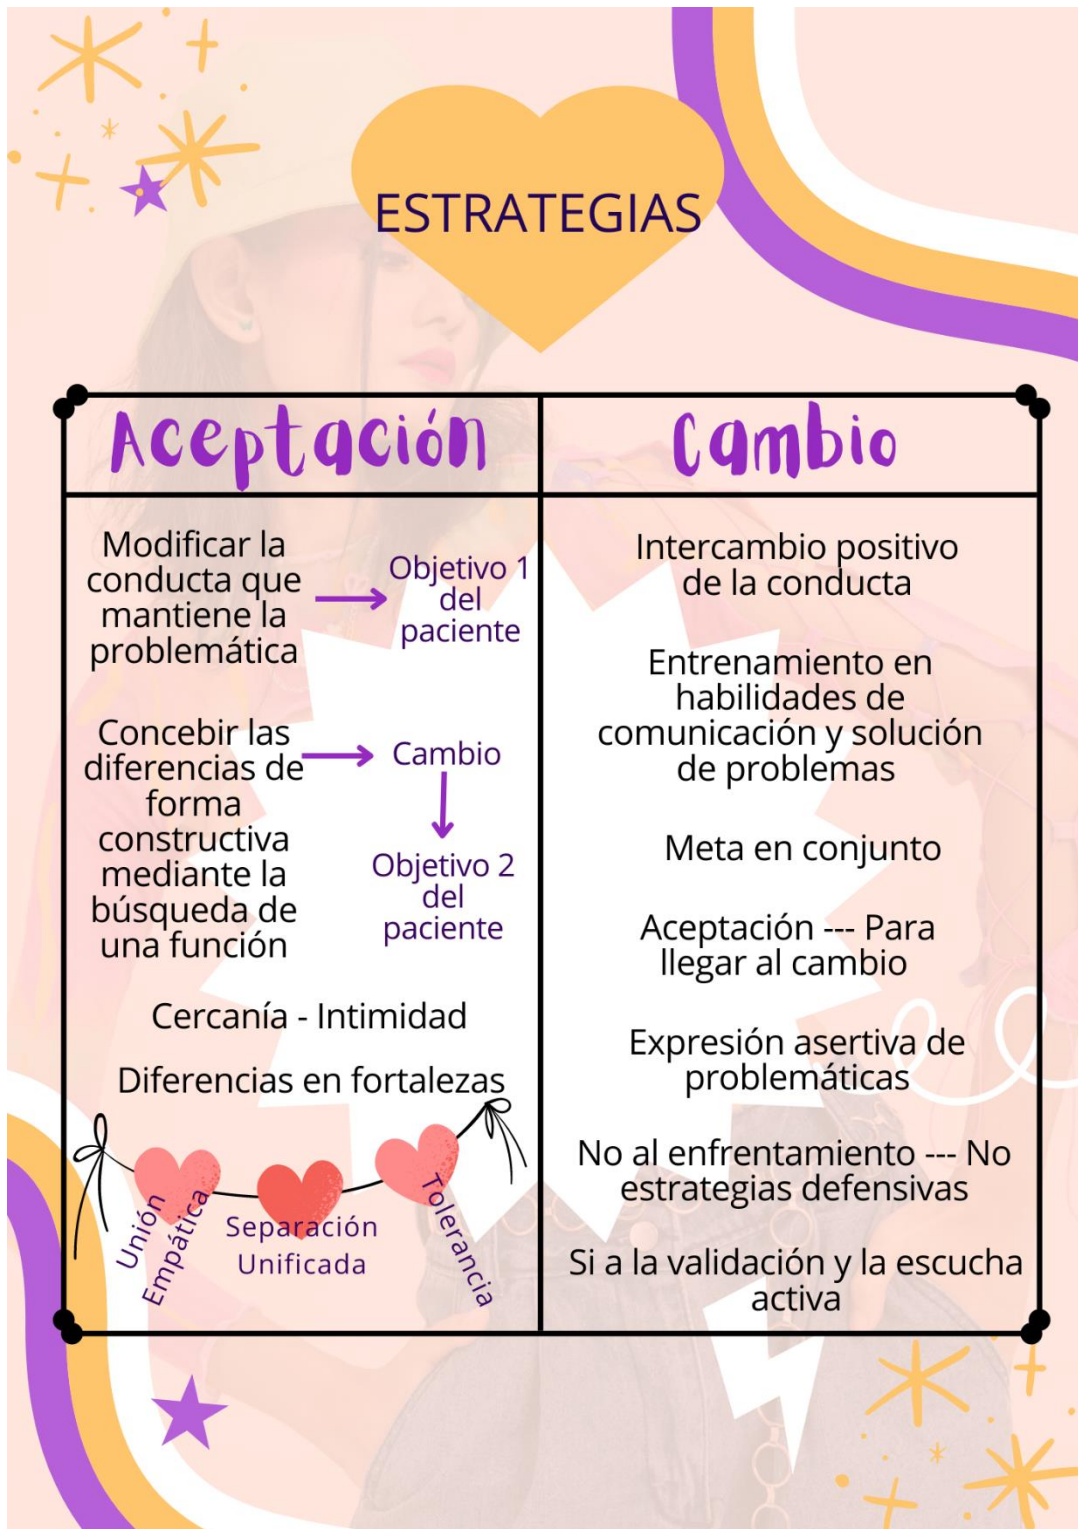 ESTRATEGIAS
Aceptación
Modificar la
conducta que
mantiene la
problemática
Objetivo 1
del
paciente
Concebir las
diferencias de
forma
constructiva
mediante la
búsqueda de
una función
Cambio
Objetivo 2
del
paciente
Cercanía - Intimidad
Diferencias en fortalezas
Unión
Empática
Separación
Unificada
Tolerancia
Cambio
Intercambio positivo
de la conducta
Entrenamiento en
habilidades de
comunicación y solución
de problemas
Meta en conjunto
Aceptación --- Para
llegar al cambio
Expresión asertiva de
problemáticas
No al enfrentamiento --- No
estrategias defensivas
Si a la validación y la escucha
activa